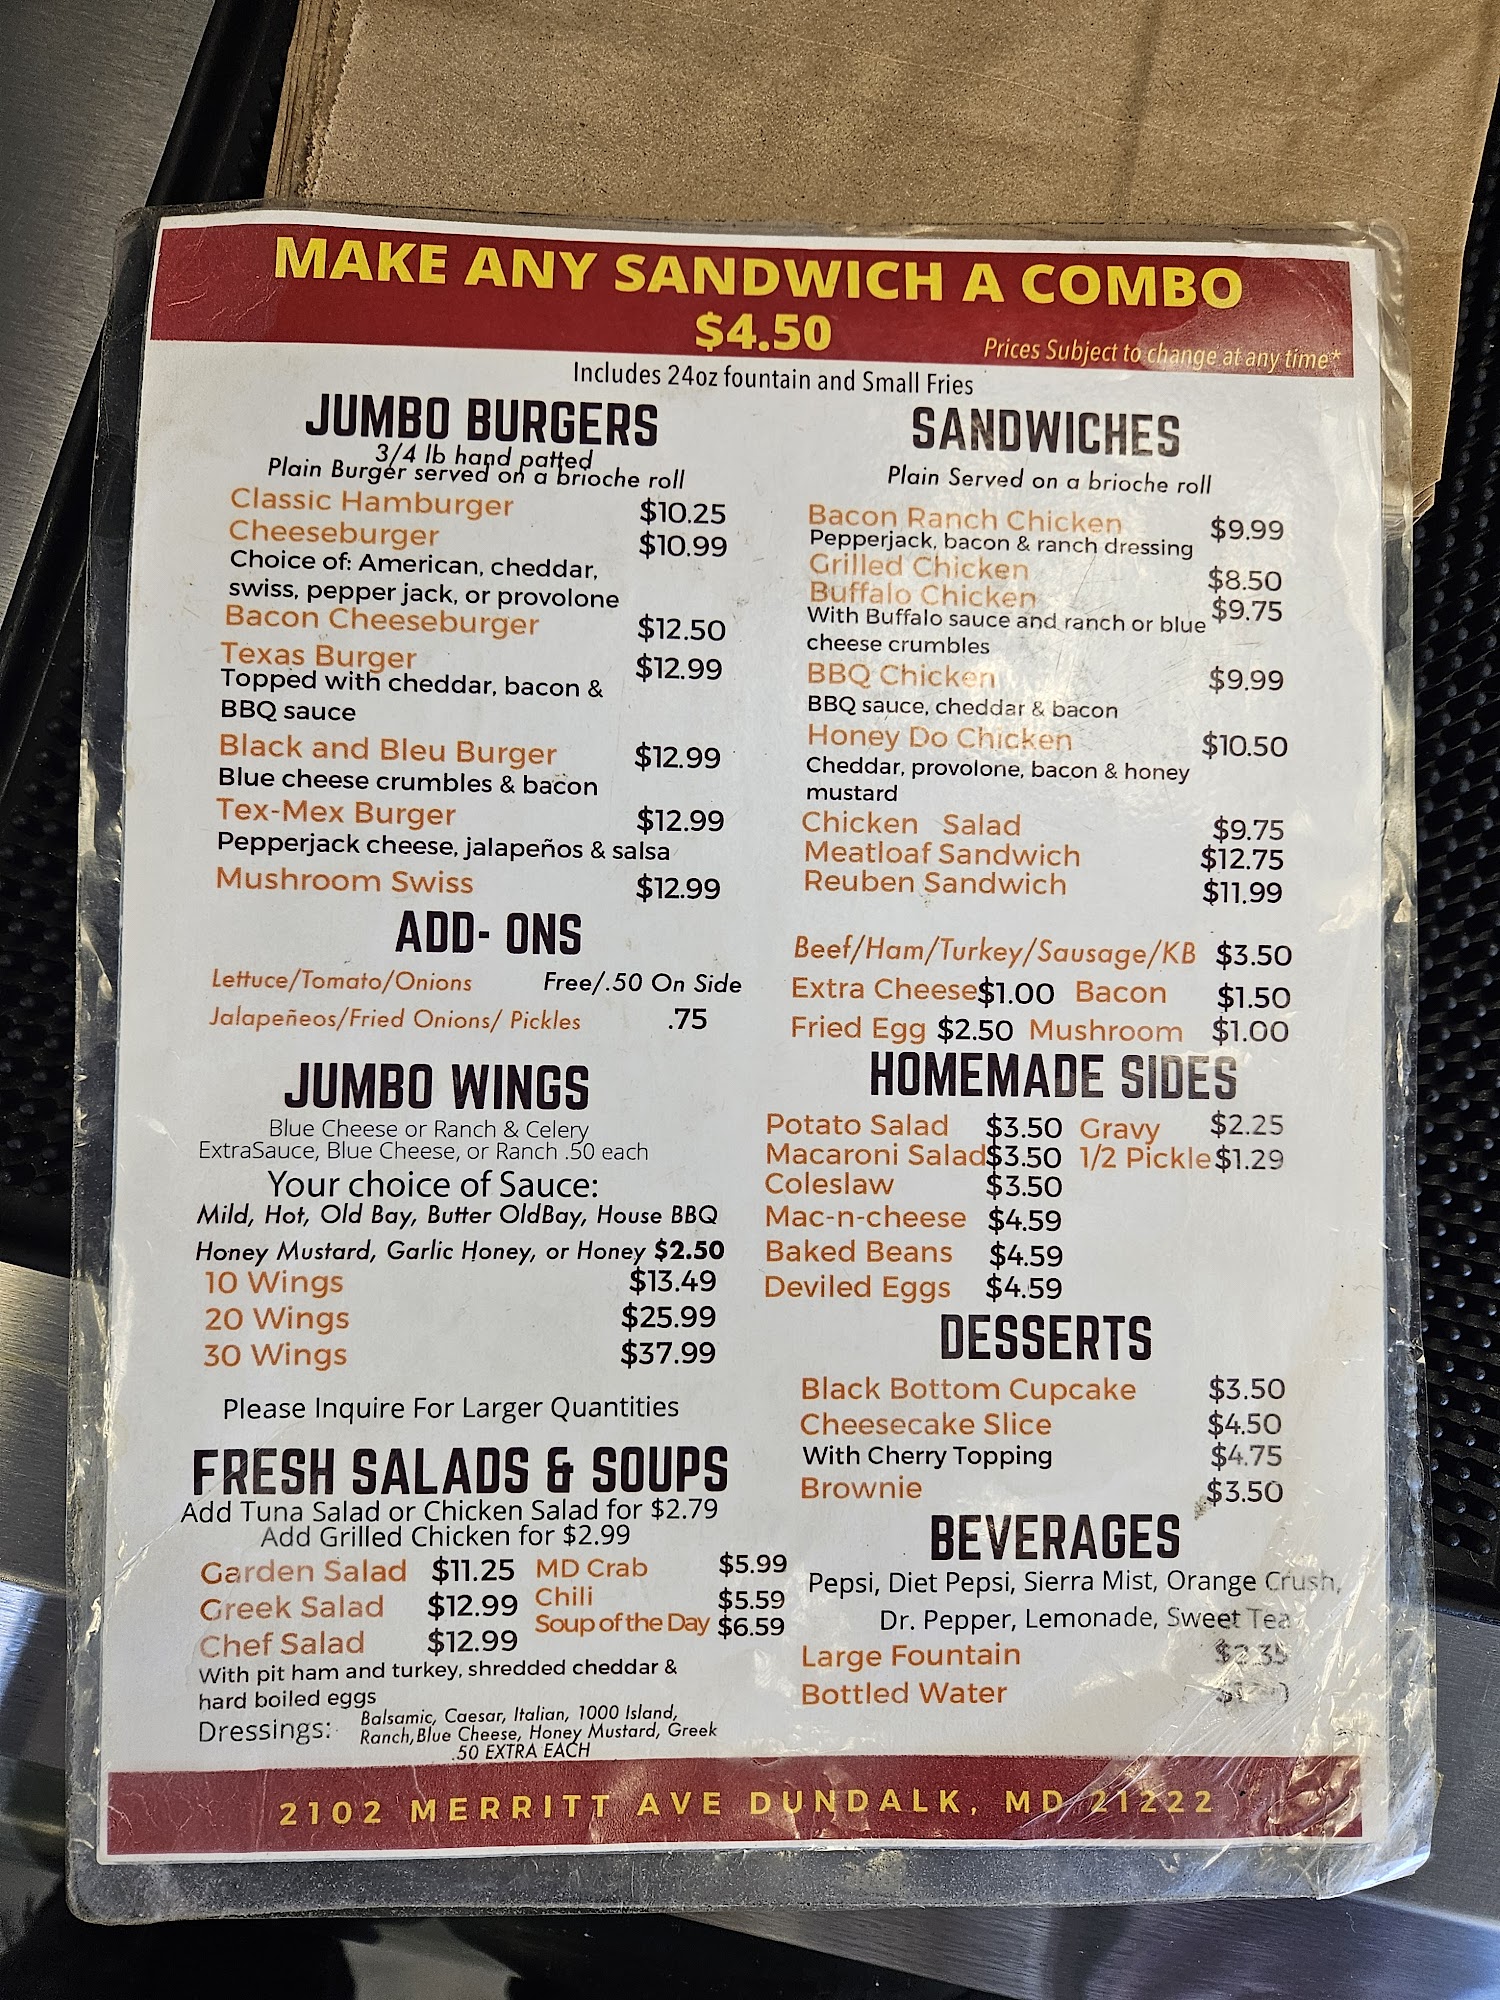 MAKE ANY SANDWICH A COMBO
$4.50
Prices Subject to change at any time*
Includes 24oz fountain and Small Fries
JUMBO BURGERS
3/4 lb hand patted
Plain Burger served on a brioche roll
Classic Hamburger $10.25
Cheeseburger $10.99
Choice of: American, cheddar,
swiss, pepper jack, or provolone
Bacon Cheeseburger $12.50
Texas Burger $12.99
Topped with cheddar, bacon &
BBQ sauce
Black and Bleu Burger $12.99
Blue cheese crumbles & bacon
Tex-Mex Burger $12.99
Pepperjack cheese, jalapeños & salsa
Mushroom Swiss $12.99
ADD- ONS
Lettuce/Tomato/Onions Free/.50 On Side
Jalapeñeos/Fried Onions/ Pickles .75
JUMBO WINGS
Blue Cheese or Ranch & Celery
ExtraSauce, Blue Cheese, or Ranch .50 each
Your choice of Sauce:
Mild, Hot, Old Bay, Butter OldBay, House BBQ
Honey Mustard, Garlic Honey, or Honey $2.50
10 Wings $13.49
20 Wings $25.99
30 Wings $37.99
Please Inquire For Larger Quantities
FRESH SALADS & SOUPS
Add Tuna Salad or Chicken Salad for $2.79
Add Grilled Chicken for $2.99
Garden Salad $11.25 MD Crab $5.99
Greek Salad $12.99 Chili $5.59
Chef Salad $12.99 Soup of the Day $6.59
With pit ham and turkey, shredded cheddar &
hard boiled eggs
Dressings: Balsamic, Caesar, Italian, 1000 Island,
Ranch, Blue Cheese, Honey Mustard, Greek
.50 EXTRA EACH
SANDWICHES
Plain Served on a brioche roll
Bacon Ranch Chicken $9.99
Pepperjack, bacon & ranch dressing
Grilled Chicken $8.50
Buffalo Chicken $9.75
With Buffalo sauce and ranch or blue
cheese crumbles
BBQ Chicken $9.99
BBQ sauce, cheddar & bacon
Honey Do Chicken $10.50
Cheddar, provolone, bacon & honey
mustard
Chicken Salad $9.75
Meatloaf Sandwich $12.75
Reuben Sandwich $11.99
Beef/Ham/Turkey/Sausage/KB $3.50
Extra Cheese $1.00 Bacon $1.50
Fried Egg $2.50 Mushroom $1.00
HOMEMADE SIDES
Potato Salad $3.50 Gravy $2.25
Macaroni Salad $3.50 1/2 Pickle $1.29
Coleslaw $3.50
Mac-n-cheese $4.59
Baked Beans $4.59
Deviled Eggs $4.59
DESSERTS
Black Bottom Cupcake $3.50
Cheesecake Slice $4.50
With Cherry Topping $4.75
Brownie $3.50
BEVERAGES
Pepsi, Diet Pepsi, Sierra Mist, Orange Crush,
Dr. Pepper, Lemonade, Sweet Tea
Large Fountain
Bottled Water
2102 MERRITT AVE DUNDALK, MD 21222